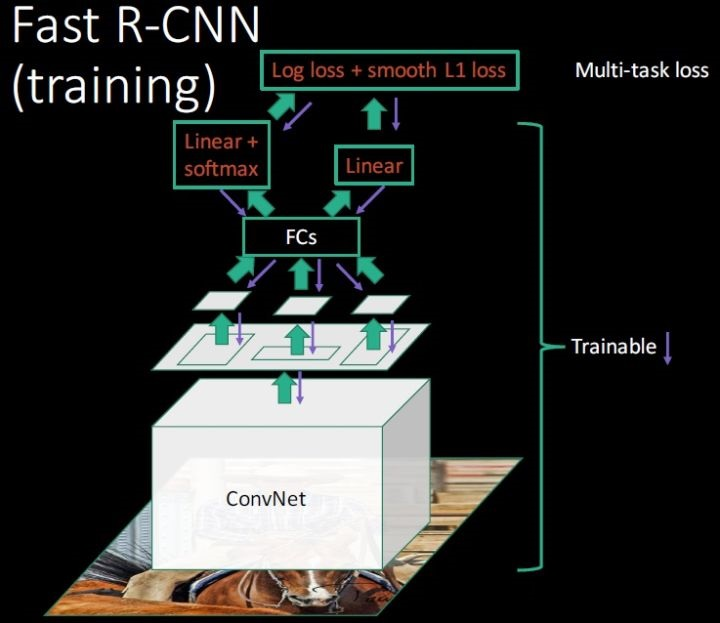 Fast R-CNN
(training)
Log loss + smooth L1 loss
Multi-task loss
Linear +
softmax
Linear
FCs
Trainable
ConvNet